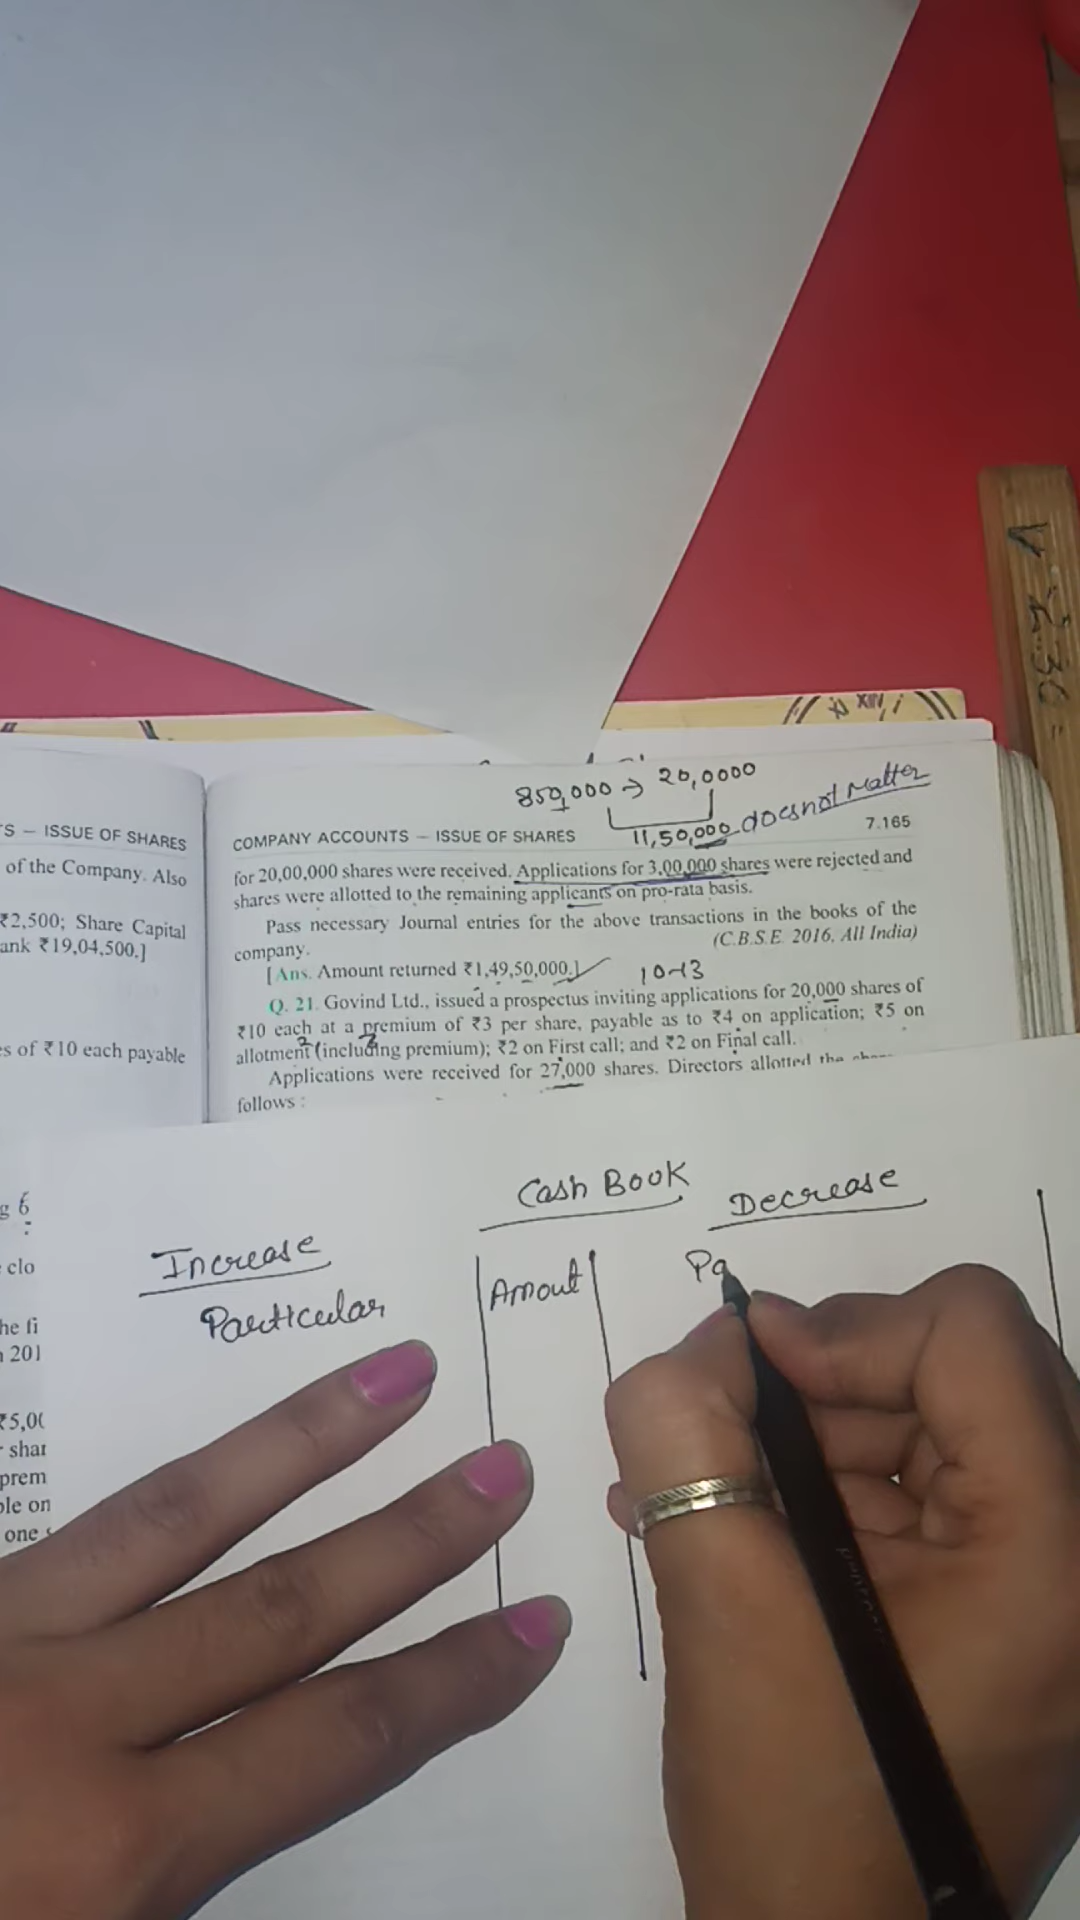 850,000 → 20,0000
11,50,000 doesnot Matter
S – ISSUE OF SHARES
of the Company. Also
₹2,500; Share Capital
ank ₹19,04,500.]
es of ₹10 each payable
COMPANY ACCOUNTS – ISSUE OF SHARES 7.165
for 20,00,000 shares were received. Applications for 3,00,000 shares were rejected and
shares were allotted to the remaining applicants on pro-rata basis.
Pass necessary Journal entries for the above transactions in the books of the
company. (C.B.S.E. 2016, All India)
[Ans. Amount returned ₹1,49,50,000.] 10+3
Q. 21. Govind Ltd., issued a prospectus inviting applications for 20,000 shares of
₹10 each at a premium of ₹3 per share, payable as to ₹4 on application; ₹5 on
allotment (including premium); ₹2 on First call; and ₹2 on Final call.
Applications were received for 27,000 shares. Directors allotted the
follows :
g 6
clo
he fi
201
₹5,00
shar
prem
ble on
one
Cash Book
Increase Decrease
Particular Amout Pa